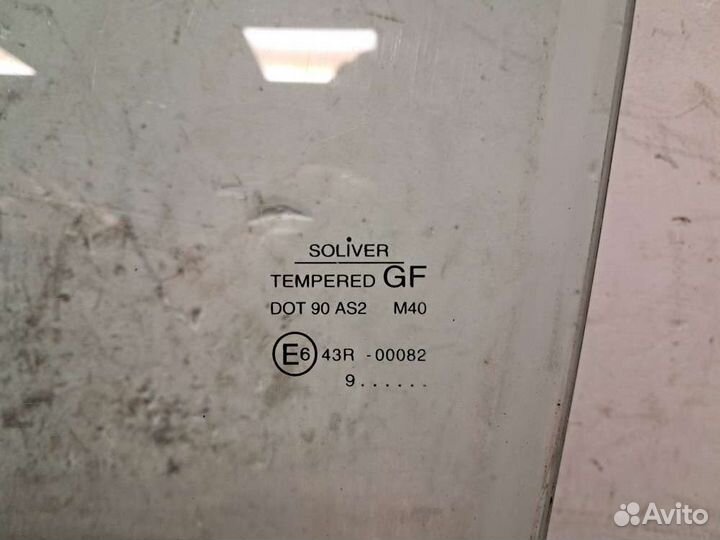 SOLIVER
TEMPERED GF
DOT 90 AS2 M40
E6 43R -00082
9......
Avito